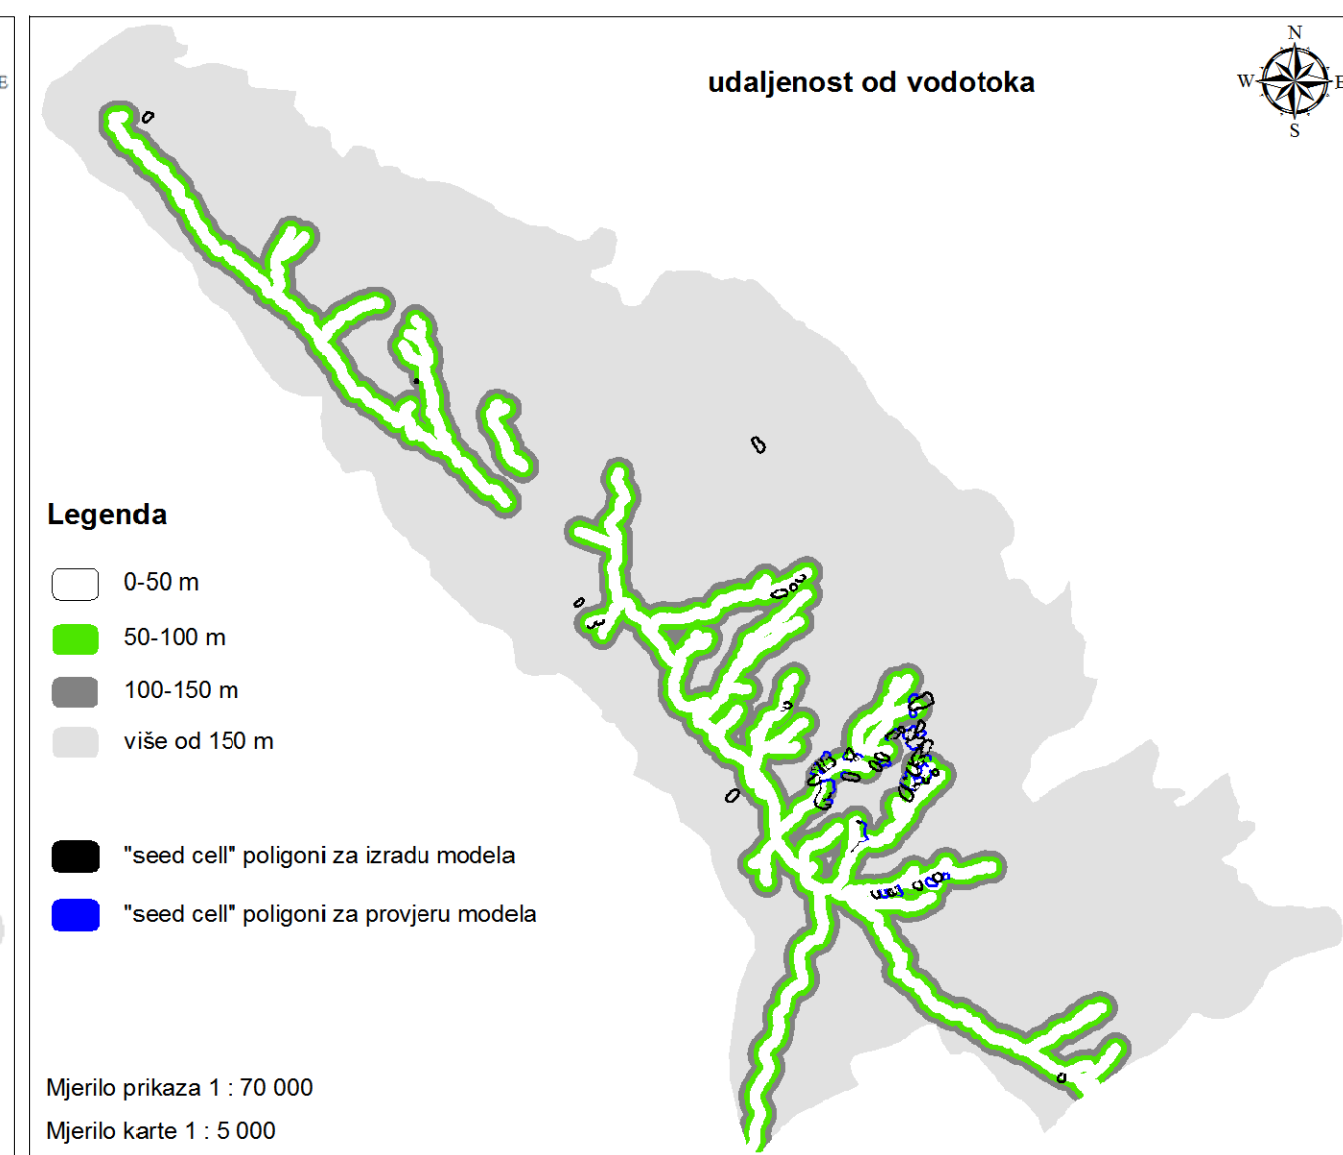 E
udaljenost od vodotoka
N
W
E
S
Legenda
0-50 m
50-100 m
100-150 m
više od 150 m
"seed cell" poligoni za izradu modela
"seed cell" poligoni za provjeru modela
Mjerilo prikaza 1 : 70 000
Mjerilo karte 1 : 5 000